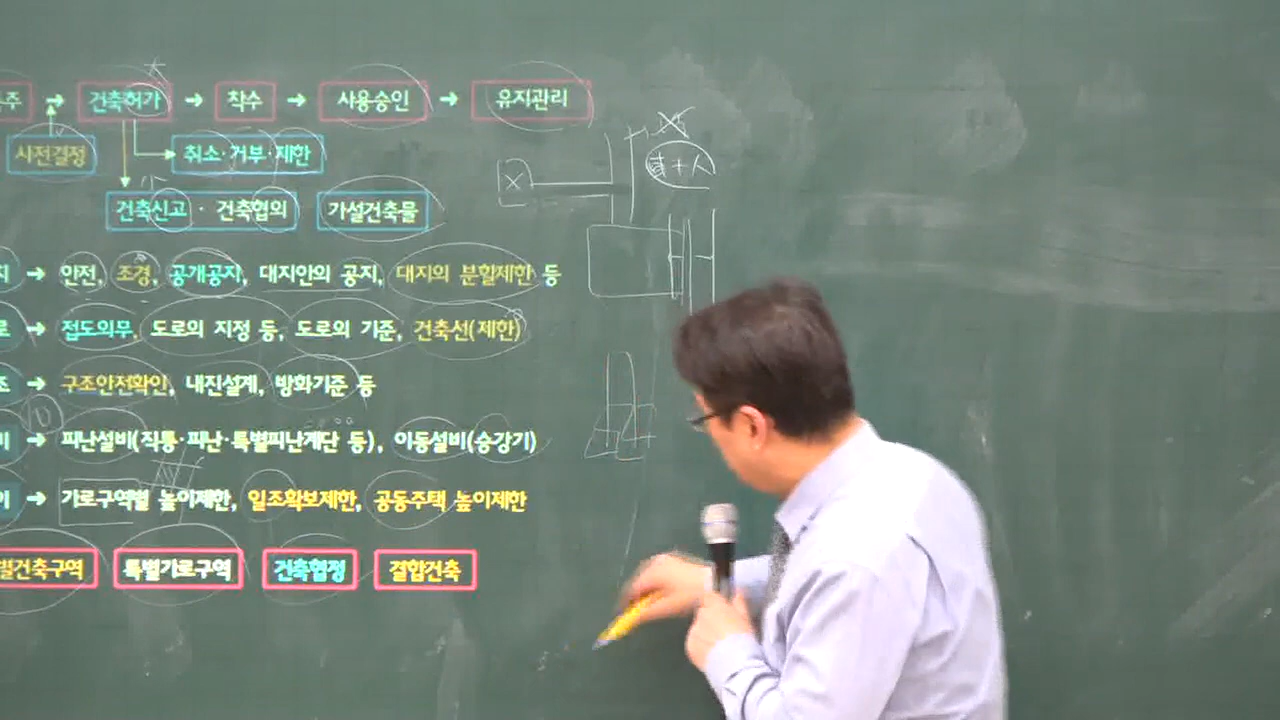 주 → 건축허가 → 착수 → 사용승인 → 유지관리
사전결정 취소·거부·제한
건축신고 · 건축협의 가설건축물
→ 안전, 조경, 공개공지, 대지안의 공지, 대지의 분할제한 등
→ 접도의무, 도로의 지정 등, 도로의 기준, 건축선(제한)
→ 구조안전확인, 내진설계, 방화기준 등
→ 피난설비(직통·피난·특별피난계단 등), 이동설비(승강기)
→ 가로구역별 높이제한, 일조확보제한, 공동주택 높이제한
별건축구역 특별가로구역 건축협정 결합건축